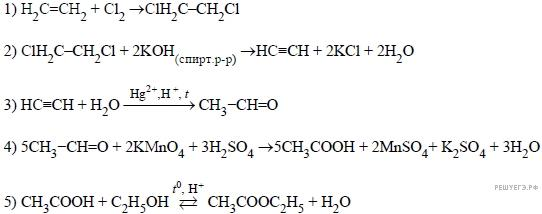 1) H₂C=CH₂ + Cl₂ →ClH₂C–CH₂Cl
2) ClH₂C–CH₂Cl + 2KOH₍спирт.р-р₎ →HC≡CH + 2KCl + 2H₂O
Hg²⁺,H⁺, t
3) HC≡CH + H₂O ⟶ CH₃−CH=O
4) 5CH₃−CH=O + 2KMnO₄ + 3H₂SO₄ →5CH₃COOH + 2MnSO₄+ K₂SO₄ + 3H₂O
t⁰, H⁺
5) CH₃COOH + C₂H₅OH ⇄ CH₃COOC₂H₅ + H₂O
РЕШУЕГЭ.РФ